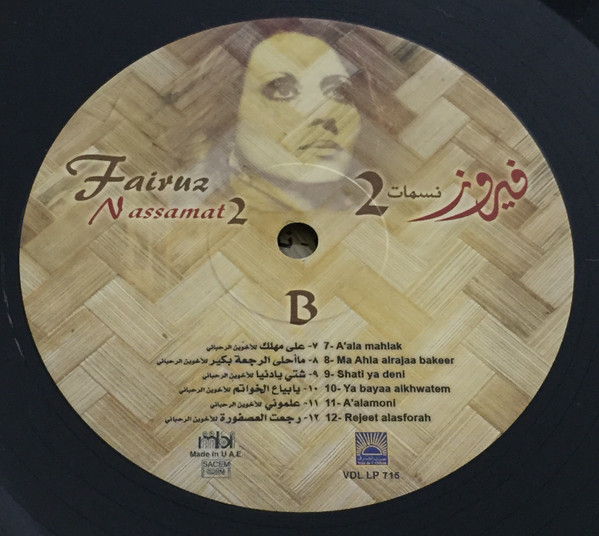 Fairuz
Nassamat 2
فيروز
نسمات 2
B
٧- على مهلك للأخوين الرحباني 7- A'ala mahlak
٨- ماأحلى الرجعة بكير للأخوين الرحباني 8- Ma Ahla alrajaa bakeer
٩- شتي يادنيا للأخوين الرحباني 9- Shati ya deni
١٠- يابياع الخواتم للأخوين الرحباني 10- Ya bayaa alkhwatem
١١- علموني للأخوين الرحباني 11- A'alamoni
١٢- رجعت العصفورة للأخوين الرحباني 12- Rejeet alasforah
mbi
Made in U.A.E.
SACEM
VDL LP 716